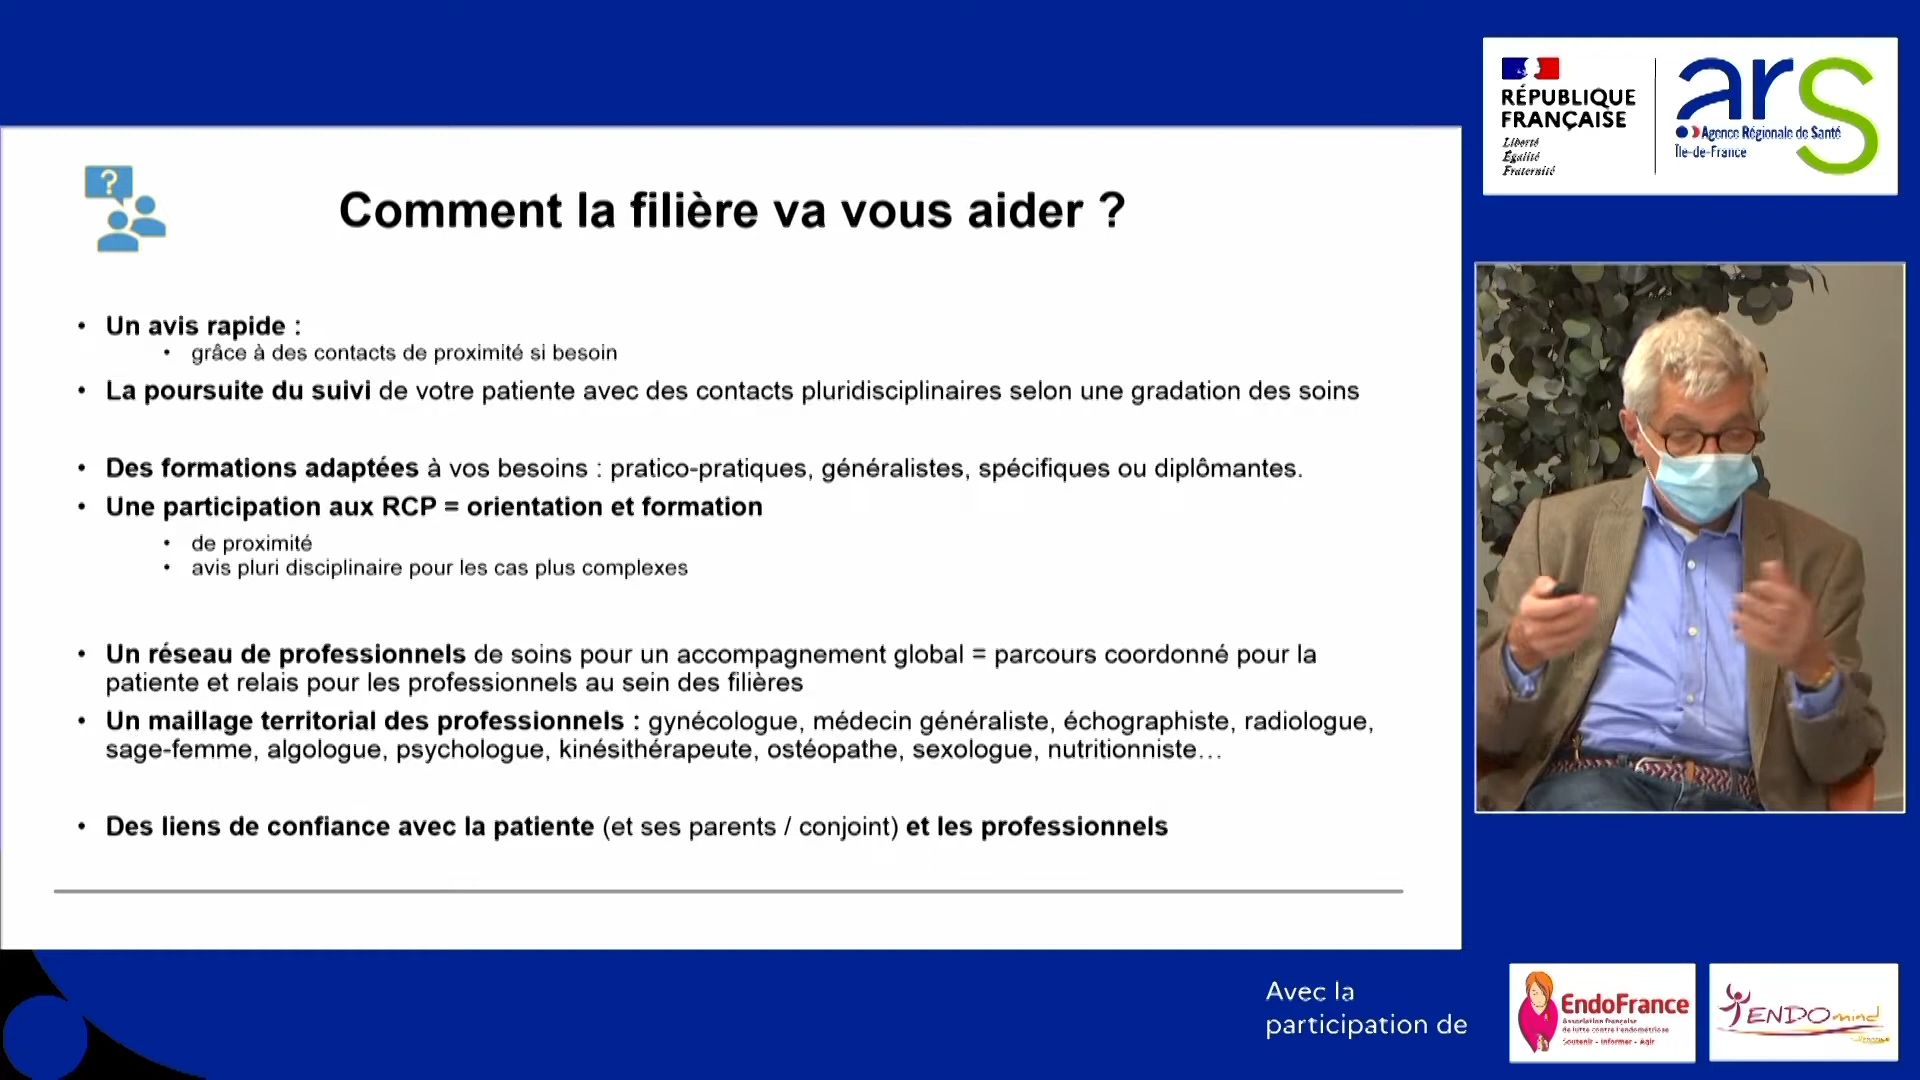 RÉPUBLIQUE
FRANÇAISE
Liberté
Égalité
Fraternité
ars
Agence Régionale de Santé
Île-de-France
?
Comment la filière va vous aider ?
• Un avis rapide :
• grâce à des contacts de proximité si besoin
• La poursuite du suivi de votre patiente avec des contacts pluridisciplinaires selon une gradation des soins
• Des formations adaptées à vos besoins : pratico-pratiques, généralistes, spécifiques ou diplômantes.
• Une participation aux RCP = orientation et formation
• de proximité
• avis pluri disciplinaire pour les cas plus complexes
• Un réseau de professionnels de soins pour un accompagnement global = parcours coordonné pour la
patiente et relais pour les professionnels au sein des filières
• Un maillage territorial des professionnels : gynécologue, médecin généraliste, échographiste, radiologue,
sage-femme, algologue, psychologue, kinésithérapeute, ostéopathe, sexologue, nutritionniste…
• Des liens de confiance avec la patiente (et ses parents / conjoint) et les professionnels
Avec la
participation de
EndoFrance
Association française
de lutte contre l'endométriose
Soutenir - Informer - Agir
ENDOmind